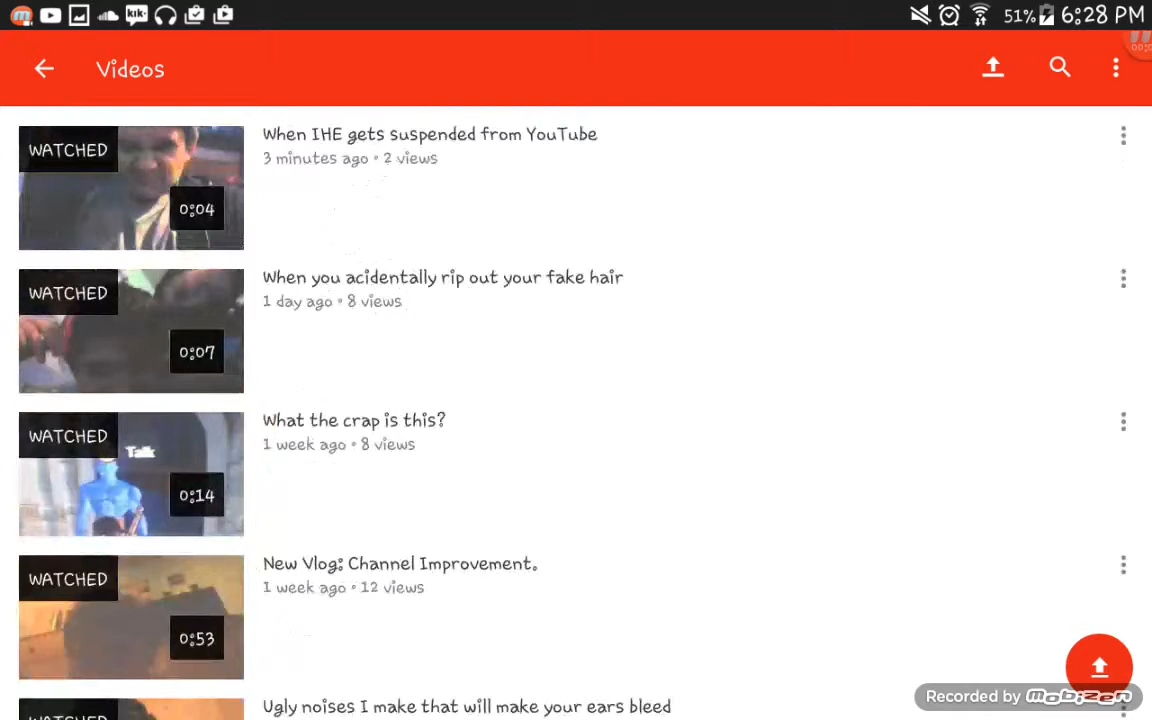 kik
51% 6:28 PM
Videos
WATCHED
0:04
When IHE gets suspended from YouTube
3 minutes ago • 2 views
WATCHED
0:07
When you acidentally rip out your fake hair
1 day ago • 8 views
WATCHED
Talk
0:14
What the crap is this?
1 week ago • 8 views
WATCHED
0:53
New Vlog: Channel Improvement.
1 week ago • 12 views
WATCHED
Ugly noises I make that will make your ears bleed
Recorded by MOBIZEN